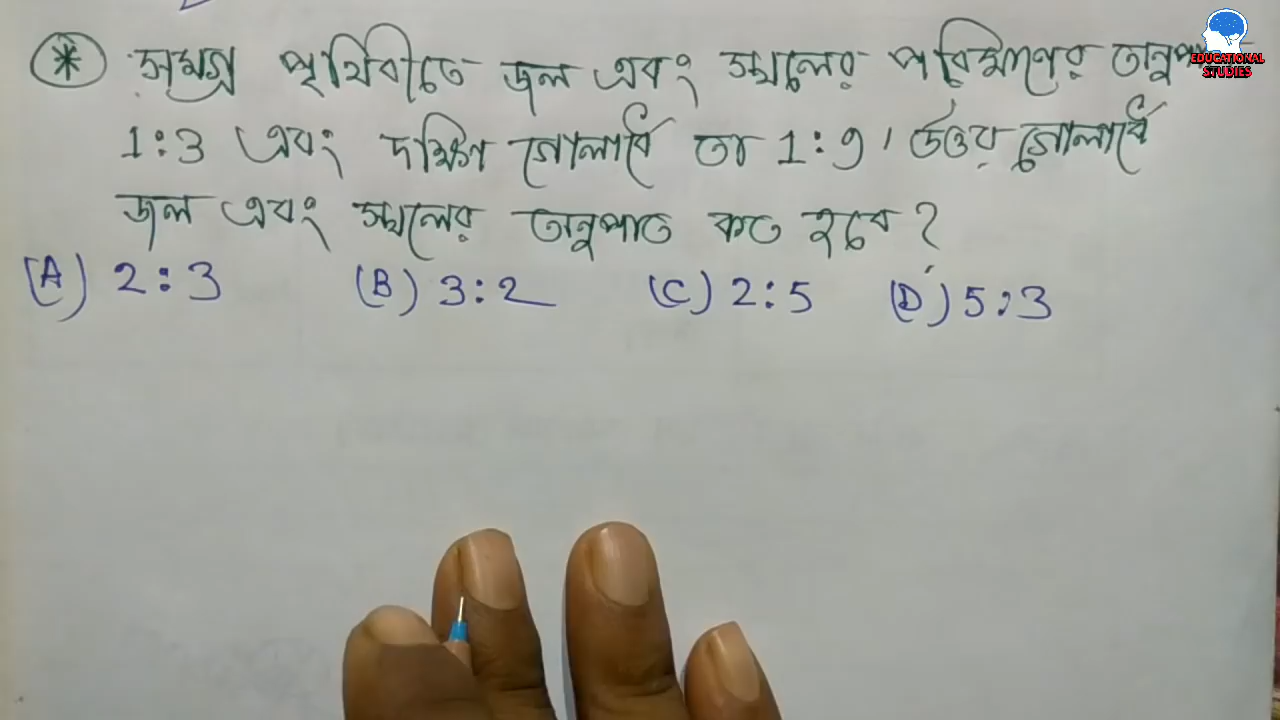 * সমগ্র পৃথিবীতে জল এবং স্থলের পরিমাণের অনুপাত
1:3 এবং দক্ষিণ গোলার্ধে তা 1:9। উত্তর গোলার্ধে
জল এবং স্থলের অনুপাত কত হবে?
(A) 2:3 (B) 3:2 (C) 2:5 (D) 5:3
EDUCATIONAL
STUDIES